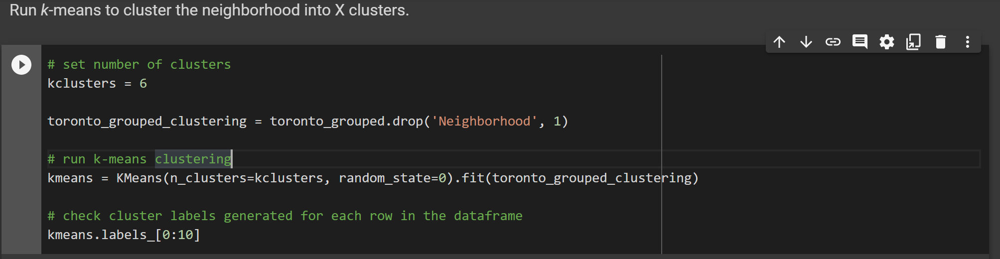 Run k-means to cluster the neighborhood into X clusters.
# set number of clusters
kclusters = 6
toronto_grouped_clustering = toronto_grouped.drop('Neighborhood', 1)
# run k-means clustering
kmeans = KMeans(n_clusters=kclusters, random_state=0).fit(toronto_grouped_clustering)
# check cluster labels generated for each row in the dataframe
kmeans.labels_[0:10]